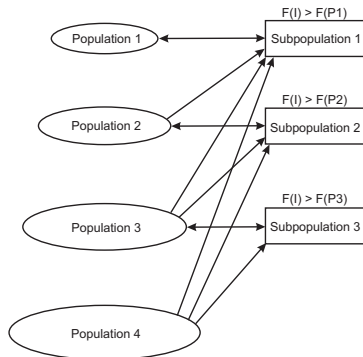 F(I) > F(P1)
Population 1
Subpopulation 1
F(I) > F(P2)
Population 2
Subpopulation 2
F(I) > F(P3)
Population 3
Subpopulation 3
Population 4